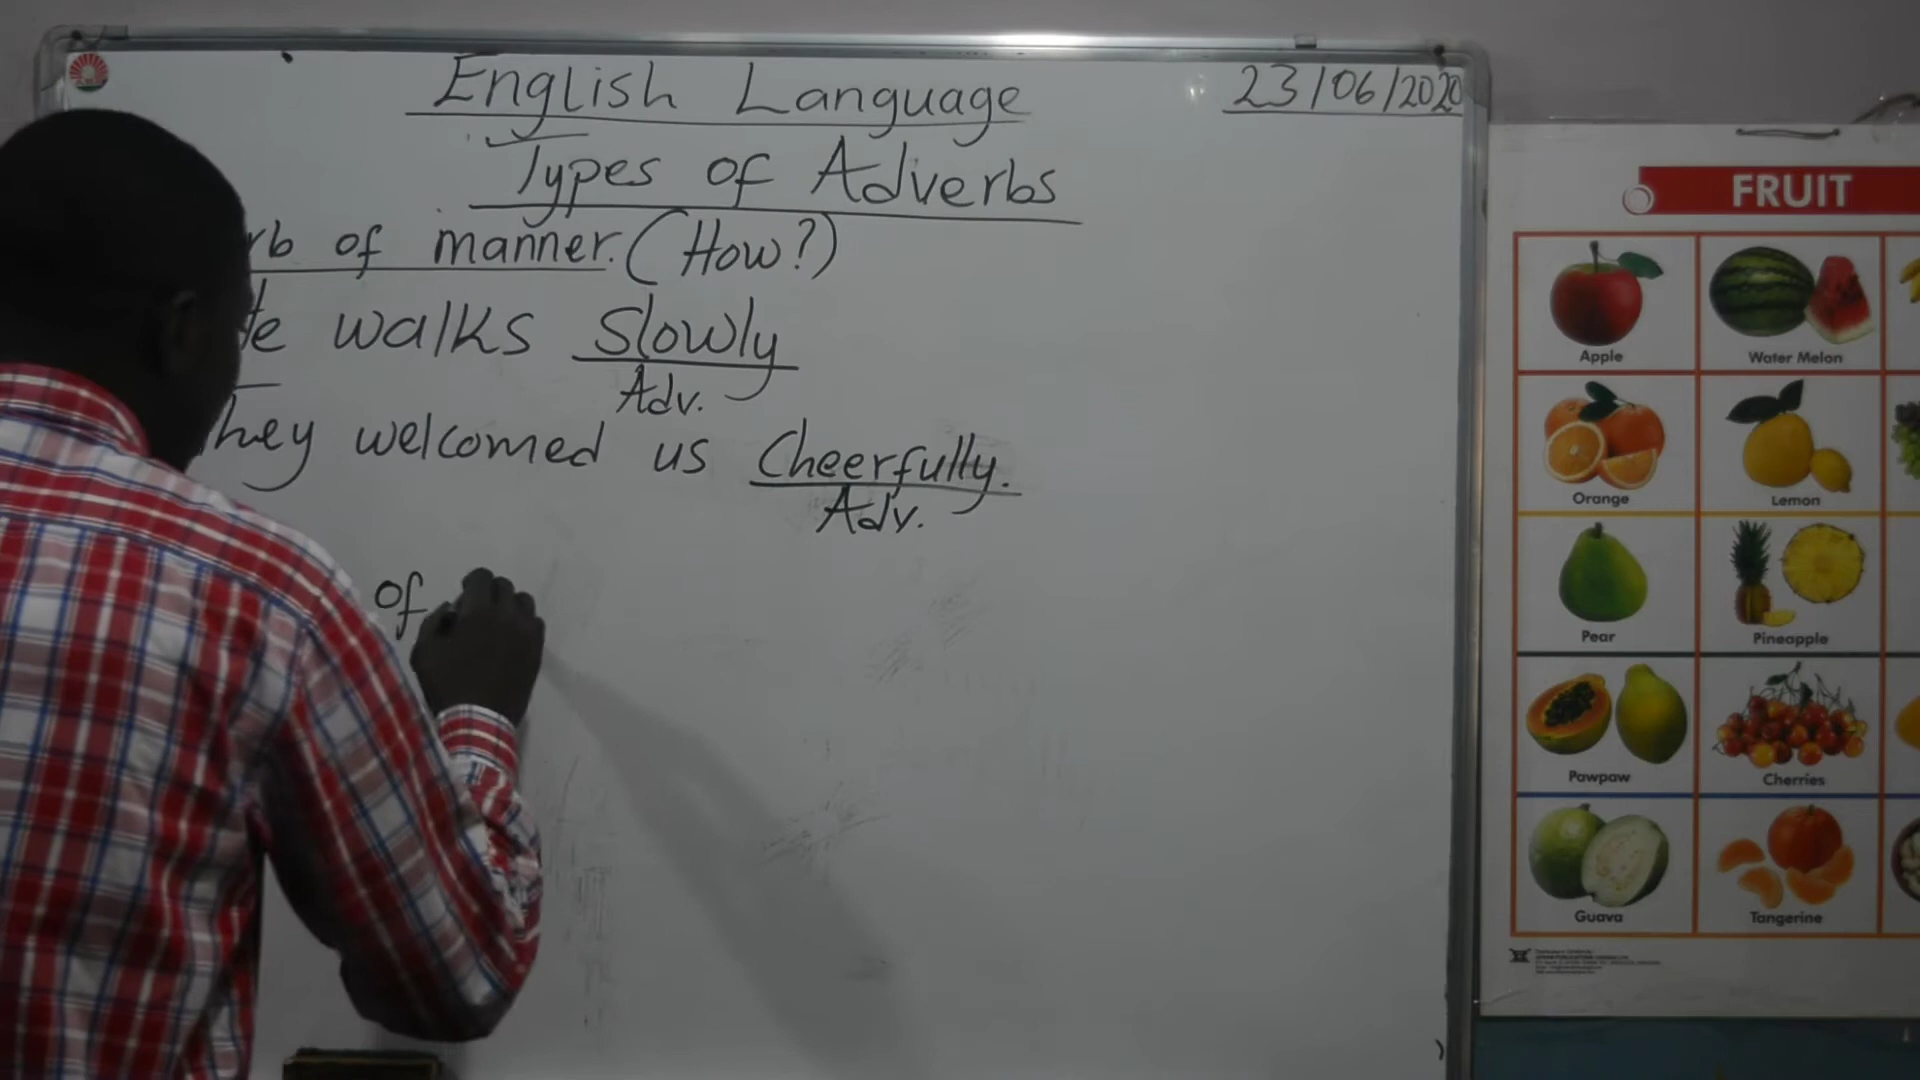 English Language
23/06/2020
Types of Adverbs
rb of manner. (How?)
te walks Slowly
Adv.
hey welcomed us Cheerfully.
Adv.
of
FRUIT
Apple
Water Melon
Orange
Lemon
Pear
Pineapple
Pawpaw
Cherries
Guava
Tangerine